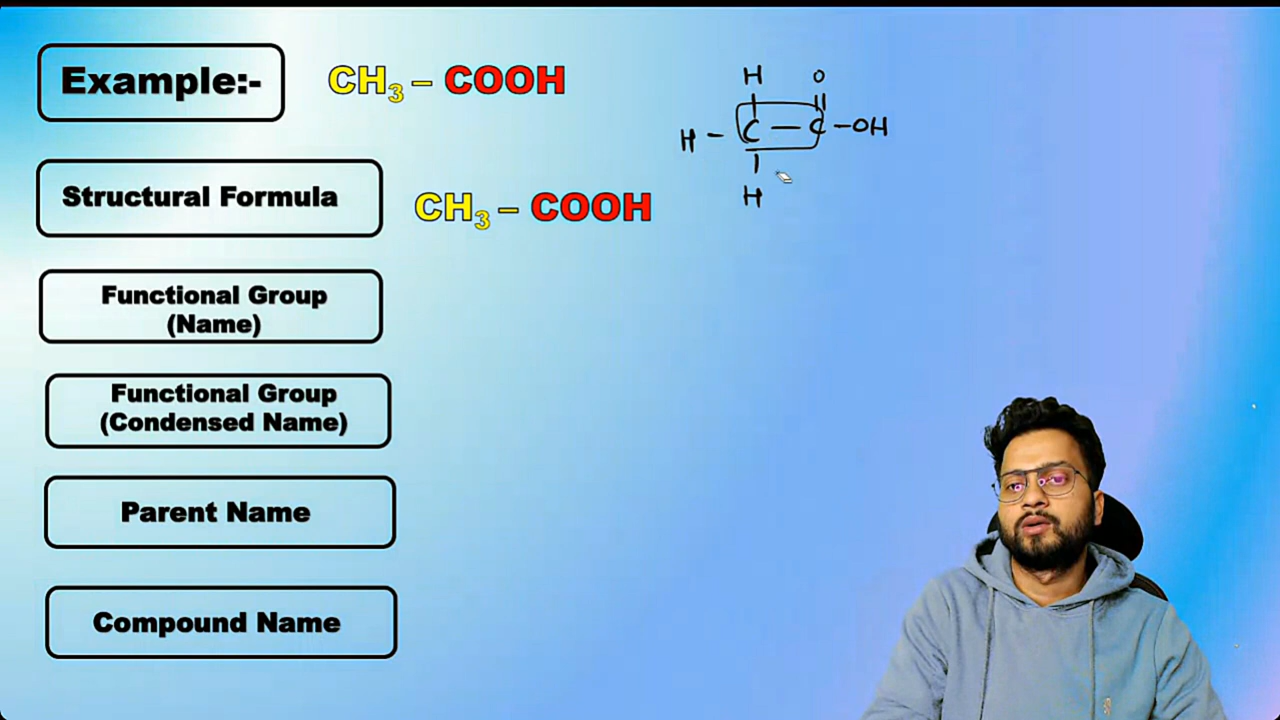 Example:-
CH₃ – COOH
Structural Formula
CH₃ – COOH
Functional Group
(Name)
Functional Group
(Condensed Name)
Parent Name
Compound Name
H O
H – C – C – OH
H